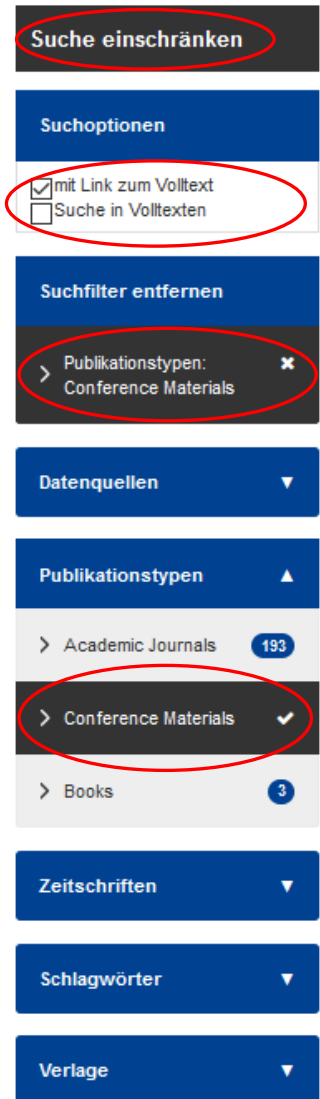 Suche einschränken
Suchoptionen
mit Link zum Volltext
Suche in Volltexten
Suchfilter entfernen
Publikationstypen:
Conference Materials
Datenquellen
Publikationstypen
Academic Journals 193
Conference Materials
Books 3
Zeitschriften
Schlagwörter
Verlage